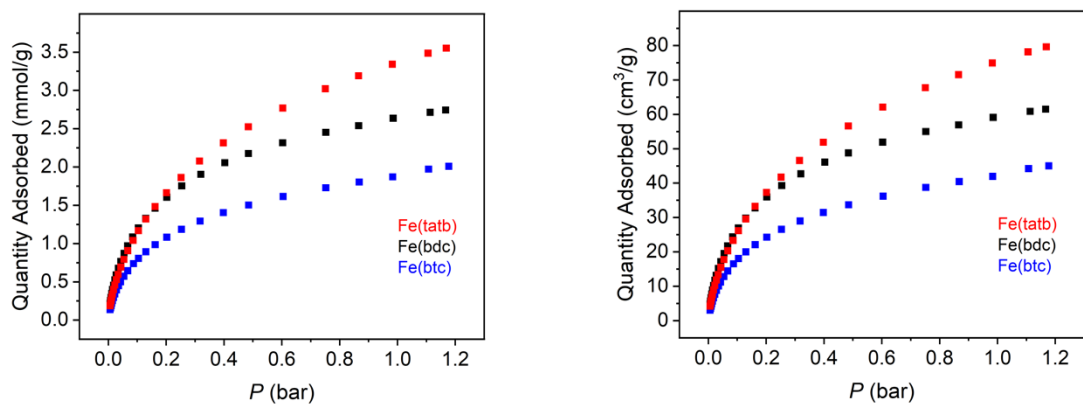 Quantity Adsorbed (mmol/g)
3.5
3.0
2.5
2.0
1.5
1.0
0.5
0.0
Fe(tatb)
Fe(bdc)
Fe(btc)
0.0 0.2 0.4 0.6 0.8 1.0 1.2
P (bar)
Quantity Adsorbed (cm³/g)
80
70
60
50
40
30
20
10
0
Fe(tatb)
Fe(bdc)
Fe(btc)
0.0 0.2 0.4 0.6 0.8 1.0 1.2
P (bar)